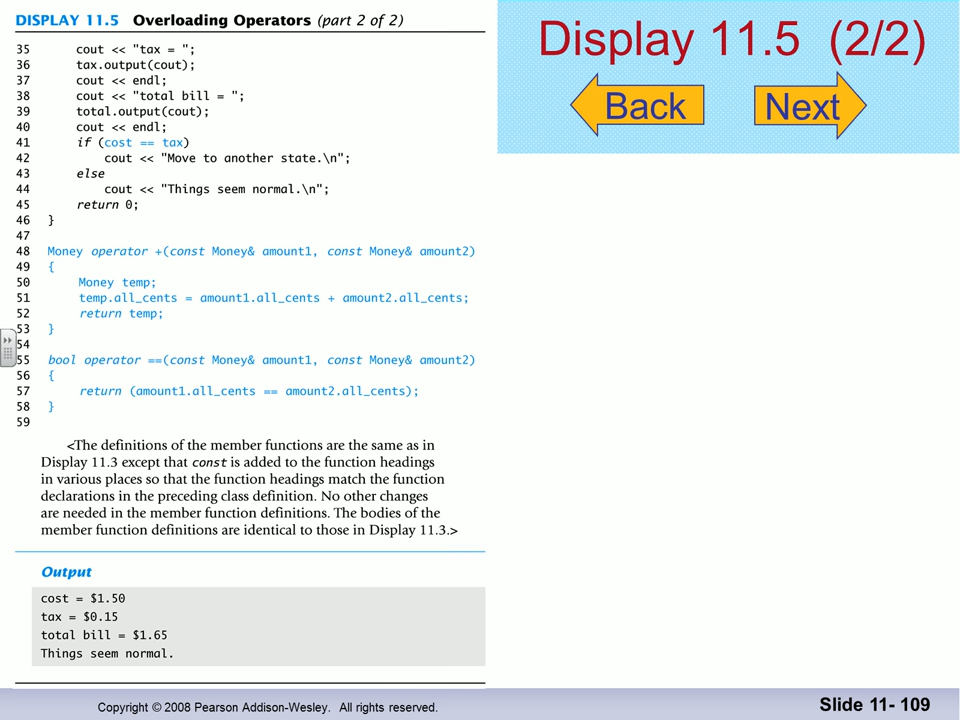 DISPLAY 11.5 Overloading Operators (part 2 of 2)
35 cout << "tax = ";
36 tax.output(cout);
37 cout << endl;
38 cout << "total bill = ";
39 total.output(cout);
40 cout << endl;
41 if (cost == tax)
42 cout << "Move to another state.\n";
43 else
44 cout << "Things seem normal.\n";
45 return 0;
46 }
47
48 Money operator +(const Money& amount1, const Money& amount2)
49 {
50 Money temp;
51 temp.all_cents = amount1.all_cents + amount2.all_cents;
52 return temp;
53 }
54
55 bool operator ==(const Money& amount1, const Money& amount2)
56 {
57 return (amount1.all_cents == amount2.all_cents);
58 }
59
<The definitions of the member functions are the same as in
Display 11.3 except that const is added to the function headings
in various places so that the function headings match the function
declarations in the preceding class definition. No other changes
are needed in the member function definitions. The bodies of the
member function definitions are identical to those in Display 11.3.>
Output
cost = $1.50
tax = $0.15
total bill = $1.65
Things seem normal.
Display 11.5 (2/2)
Back
Next
Copyright © 2008 Pearson Addison-Wesley. All rights reserved.
Slide 11- 109